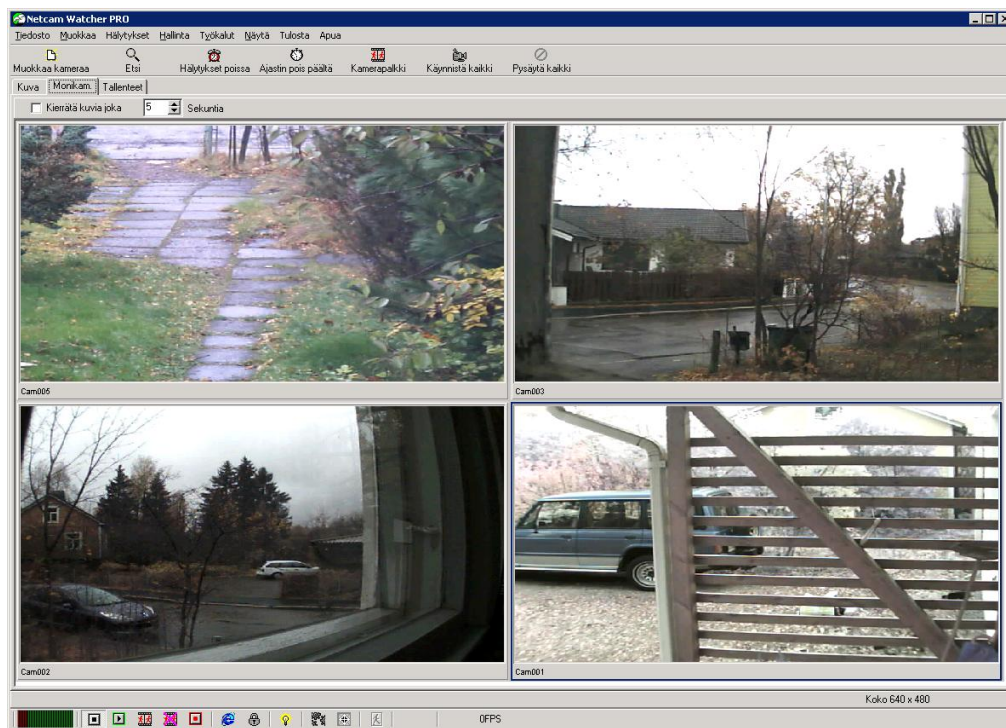 Netcam Watcher PRO
Tiedosto Muokkaa Hälytykset Hallinta Työkalut Näytä Tulosta Apua
Muokkaa kameraa Etsi Hälytykset poissa Ajastin pois päältä Kamerapalkki Käynnistä kaikki Pysäytä kaikki
Kuva Monikam. Tallenteet
Kierrätä kuvia joka 5 Sekuntia
Cam005 Cam003
Cam002 Cam001
Koko 640 x 480
0FPS